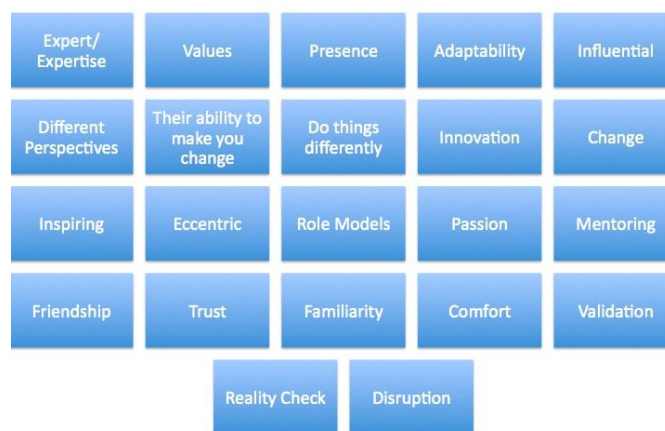 Expert/
Expertise
Values
Presence
Adaptability
Influential
Different
Perspectives
Their ability to
make you
change
Do things
differently
Innovation
Change
Inspiring
Eccentric
Role Models
Passion
Mentoring
Friendship
Trust
Familiarity
Comfort
Validation
Reality Check
Disruption